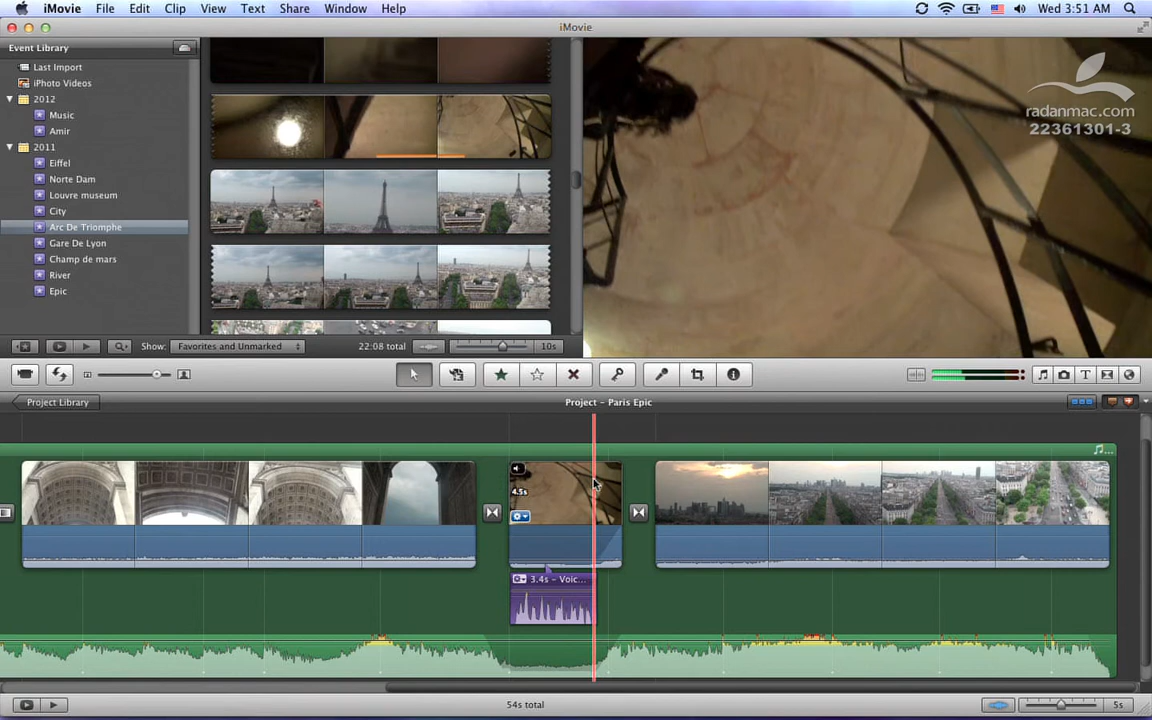 iMovie File Edit Clip View Text Share Window Help Wed 3:51 AM
iMovie
Event Library
Last Import
iPhoto Videos
2012
Music
Amir
2011
Eiffel
Norte Dam
Louvre museum
City
Arc De Triomphe
Gare De Lyon
Champ de mars
River
Epic
radanmac.com
22361301-3
Show: Favorites and Unmarked 22:08 total 10s
Project Library
Project – Paris Epic
4.5s
3.4s – Voic...
54s total 5s